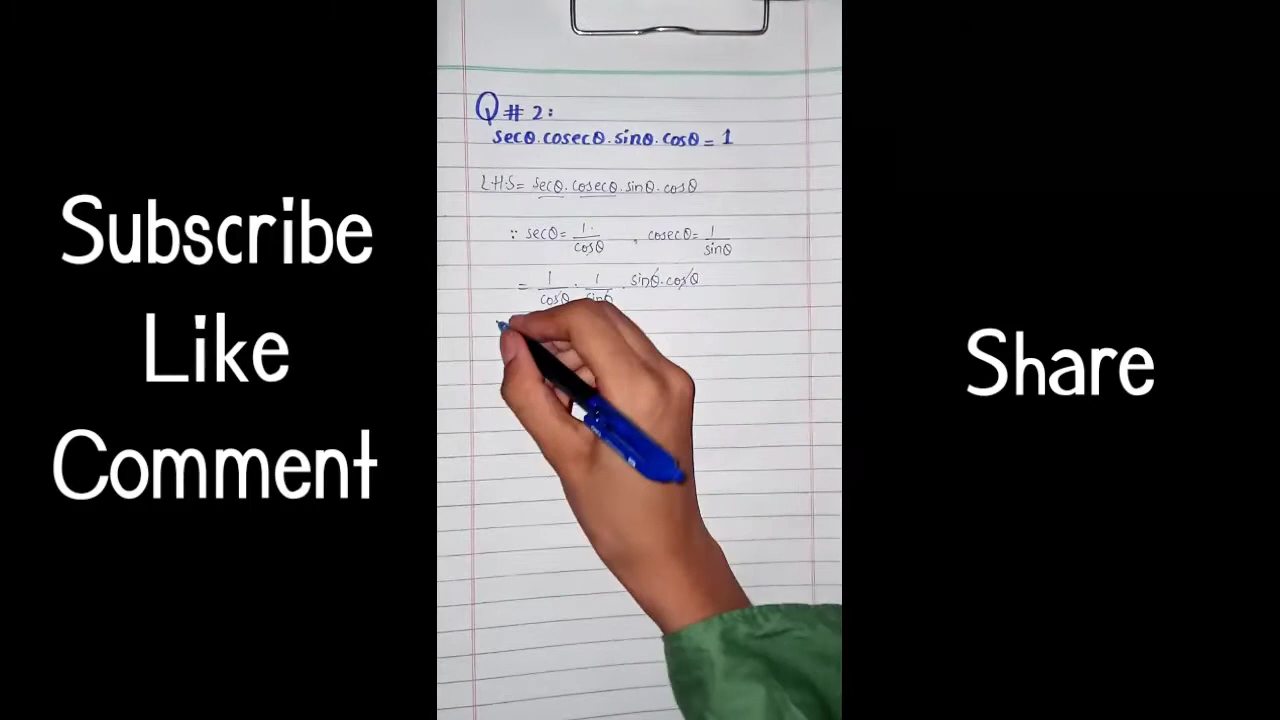 Subscribe
Like
Comment
Q # 2:
secθ.cosecθ.sinθ.cosθ = 1
LHS= secθ.cosecθ.sinθ.cosθ
∵ secθ= 1/cosθ , cosecθ= 1/sinθ
= 1/cosθ . 1/sinθ . sinθ.cosθ
Share